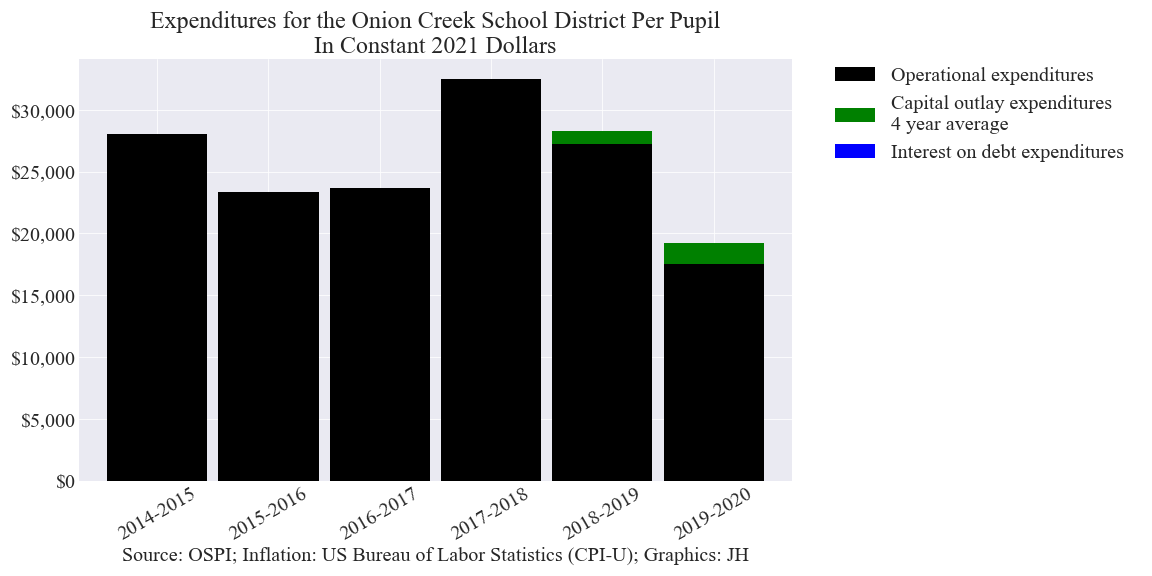 Expenditures for the Onion Creek School District Per Pupil
In Constant 2021 Dollars
Operational expenditures
Capital outlay expenditures
4 year average
Interest on debt expenditures
$30,000
$25,000
$20,000
$15,000
$10,000
$5,000
$0
2014-2015
2015-2016
2016-2017
2017-2018
2018-2019
2019-2020
Source: OSPI; Inflation: US Bureau of Labor Statistics (CPI-U); Graphics: JH